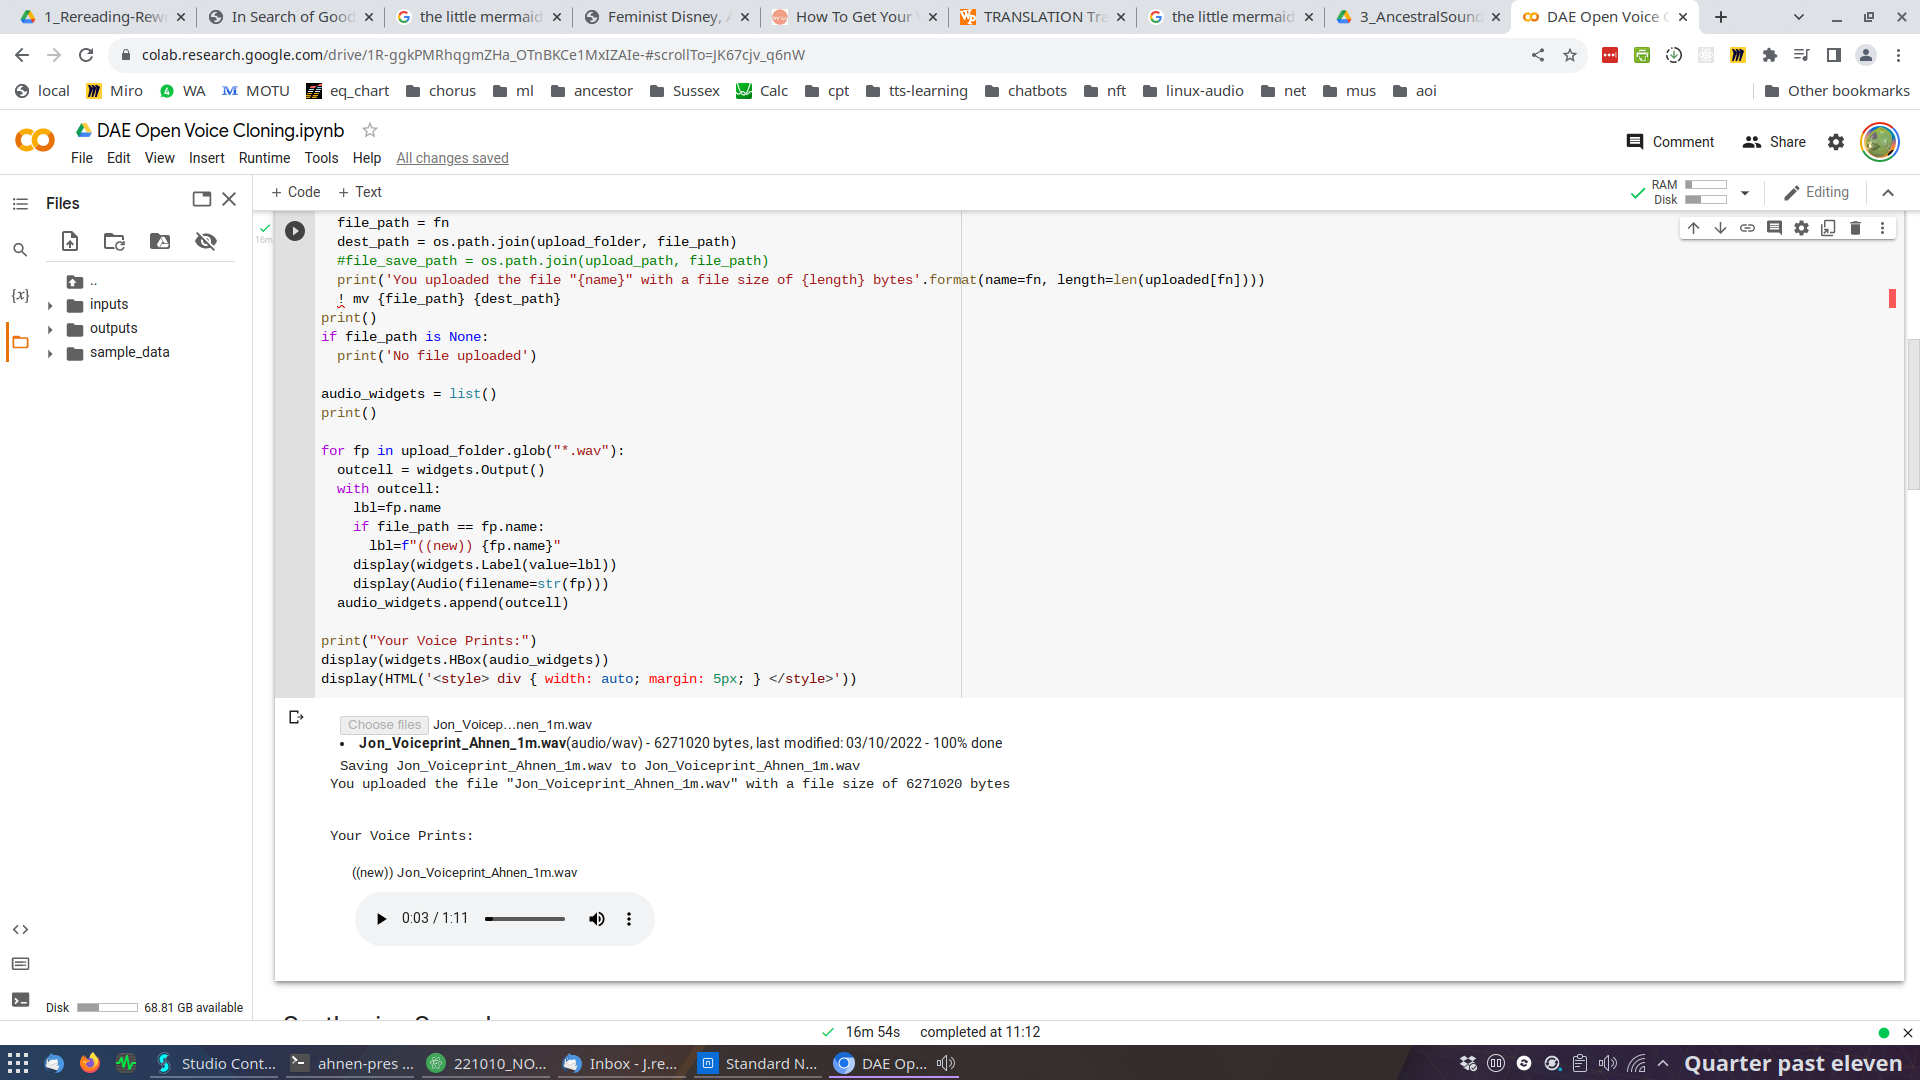 1_Rereading-Rew
In Search of Good
the little mermaid
Feminist Disney, A
How To Get Your V
TRANSLATION Tra
the little mermaid
3_AncestralSound
DAE Open Voice C
colab.research.google.com/drive/1R-ggkPMRhqgmZHa_OTnBKCe1MxIZAIe-#scrollTo=JK67cjv_q6nW
local Miro WA MOTU eq_chart chorus ml ancestor Sussex Calc cpt tts-learning chatbots nft linux-audio net mus aoi Other bookmarks
DAE Open Voice Cloning.ipynb
Comment Share
File Edit View Insert Runtime Tools Help All changes saved
Files
+ Code + Text
RAM
Disk
Editing
..
inputs
outputs
sample_data
{x}
16m
file_path = fn
dest_path = os.path.join(upload_folder, file_path)
#file_save_path = os.path.join(upload_path, file_path)
print('You uploaded the file "{name}" with a file size of {length} bytes'.format(name=fn, length=len(uploaded[fn])))
! mv {file_path} {dest_path}
print()
if file_path is None:
print('No file uploaded')
audio_widgets = list()
print()
for fp in upload_folder.glob("*.wav"):
outcell = widgets.Output()
with outcell:
lbl=fp.name
if file_path == fp.name:
lbl=f"((new)) {fp.name}"
display(widgets.Label(value=lbl))
display(Audio(filename=str(fp)))
audio_widgets.append(outcell)
print("Your Voice Prints:")
display(widgets.HBox(audio_widgets))
display(HTML('<style> div { width: auto; margin: 5px; } </style>'))
Choose files Jon_Voicep...nen_1m.wav
• Jon_Voiceprint_Ahnen_1m.wav(audio/wav) - 6271020 bytes, last modified: 03/10/2022 - 100% done
Saving Jon_Voiceprint_Ahnen_1m.wav to Jon_Voiceprint_Ahnen_1m.wav
You uploaded the file "Jon_Voiceprint_Ahnen_1m.wav" with a file size of 6271020 bytes
Your Voice Prints:
((new)) Jon_Voiceprint_Ahnen_1m.wav
0:03 / 1:11
Disk 68.81 GB available
16m 54s completed at 11:12
Studio Cont...
ahnen-pres ...
221010_NO...
Inbox - J.re...
Standard N...
DAE Op...
Quarter past eleven